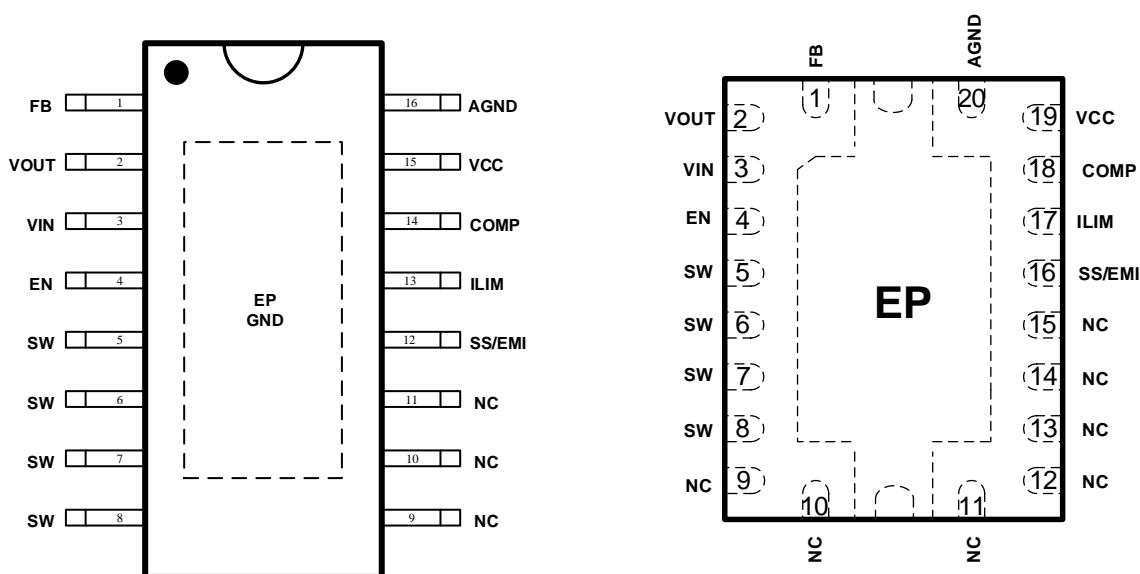 FB 1 16 AGND
VOUT 2 15 VCC
VIN 3 14 COMP
EN 4 13 ILIM
SW 5 12 SS/EMI
SW 6 11 NC
SW 7 10 NC
SW 8 9 NC
EP
GND
FB AGND
1 20
VOUT 2 19 VCC
VIN 3 18 COMP
EN 4 17 ILIM
SW 5 16 SS/EMI
SW 6 15 NC
SW 7 14 NC
SW 8 13 NC
NC 9 12 NC
10 11
NC NC
EP